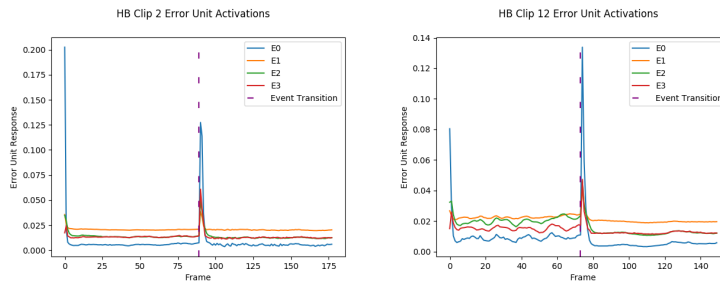 HB Clip 2 Error Unit Activations
0.200
0.175
0.150
0.125
0.100
0.075
0.050
0.025
0.000
Error Unit Response
E0
E1
E2
E3
Event Transition
0 25 50 75 100 125 150 175
Frame
HB Clip 12 Error Unit Activations
0.14
0.12
0.10
0.08
0.06
0.04
0.02
0.00
Error Unit Response
E0
E1
E2
E3
Event Transition
0 20 40 60 80 100 120 140
Frame